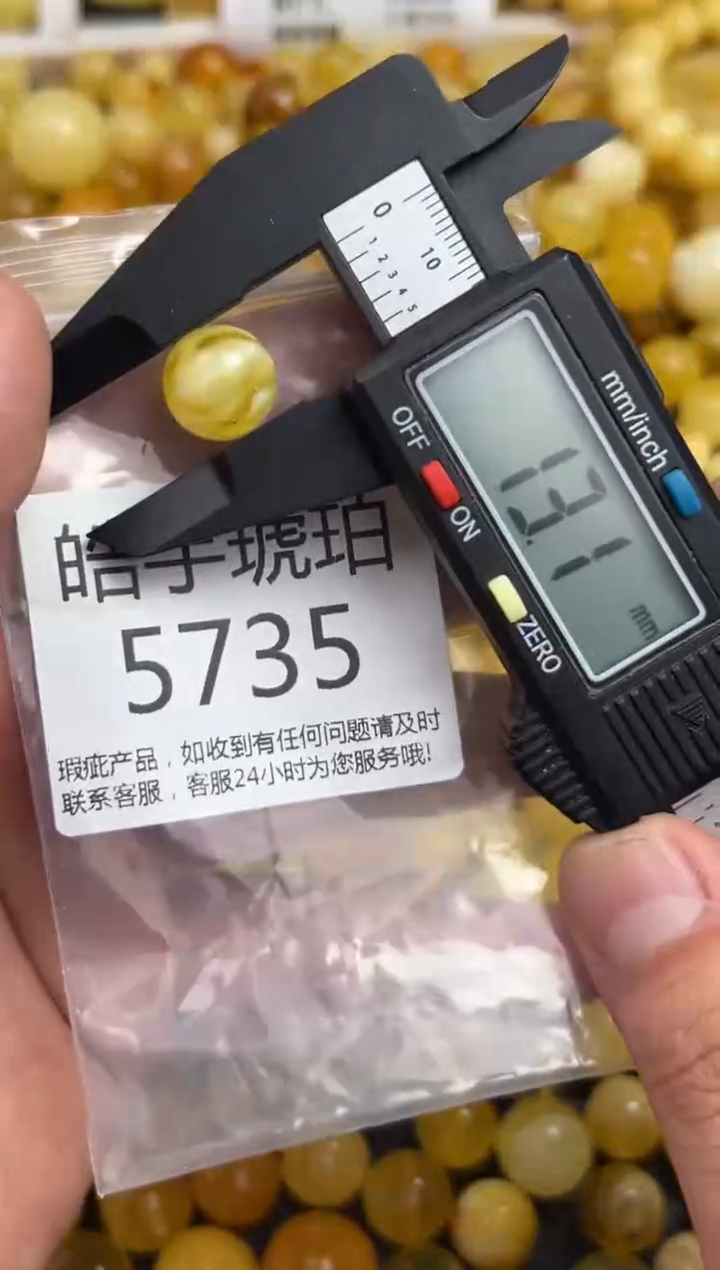 0
10
1 2 3 4 5
mm/inch
OFF
ON
ZERO
mm
皓 琥珀
5735
瑕疵产品，如收到有任何问题请及时
联系客服，客服24小时为您服务哦!